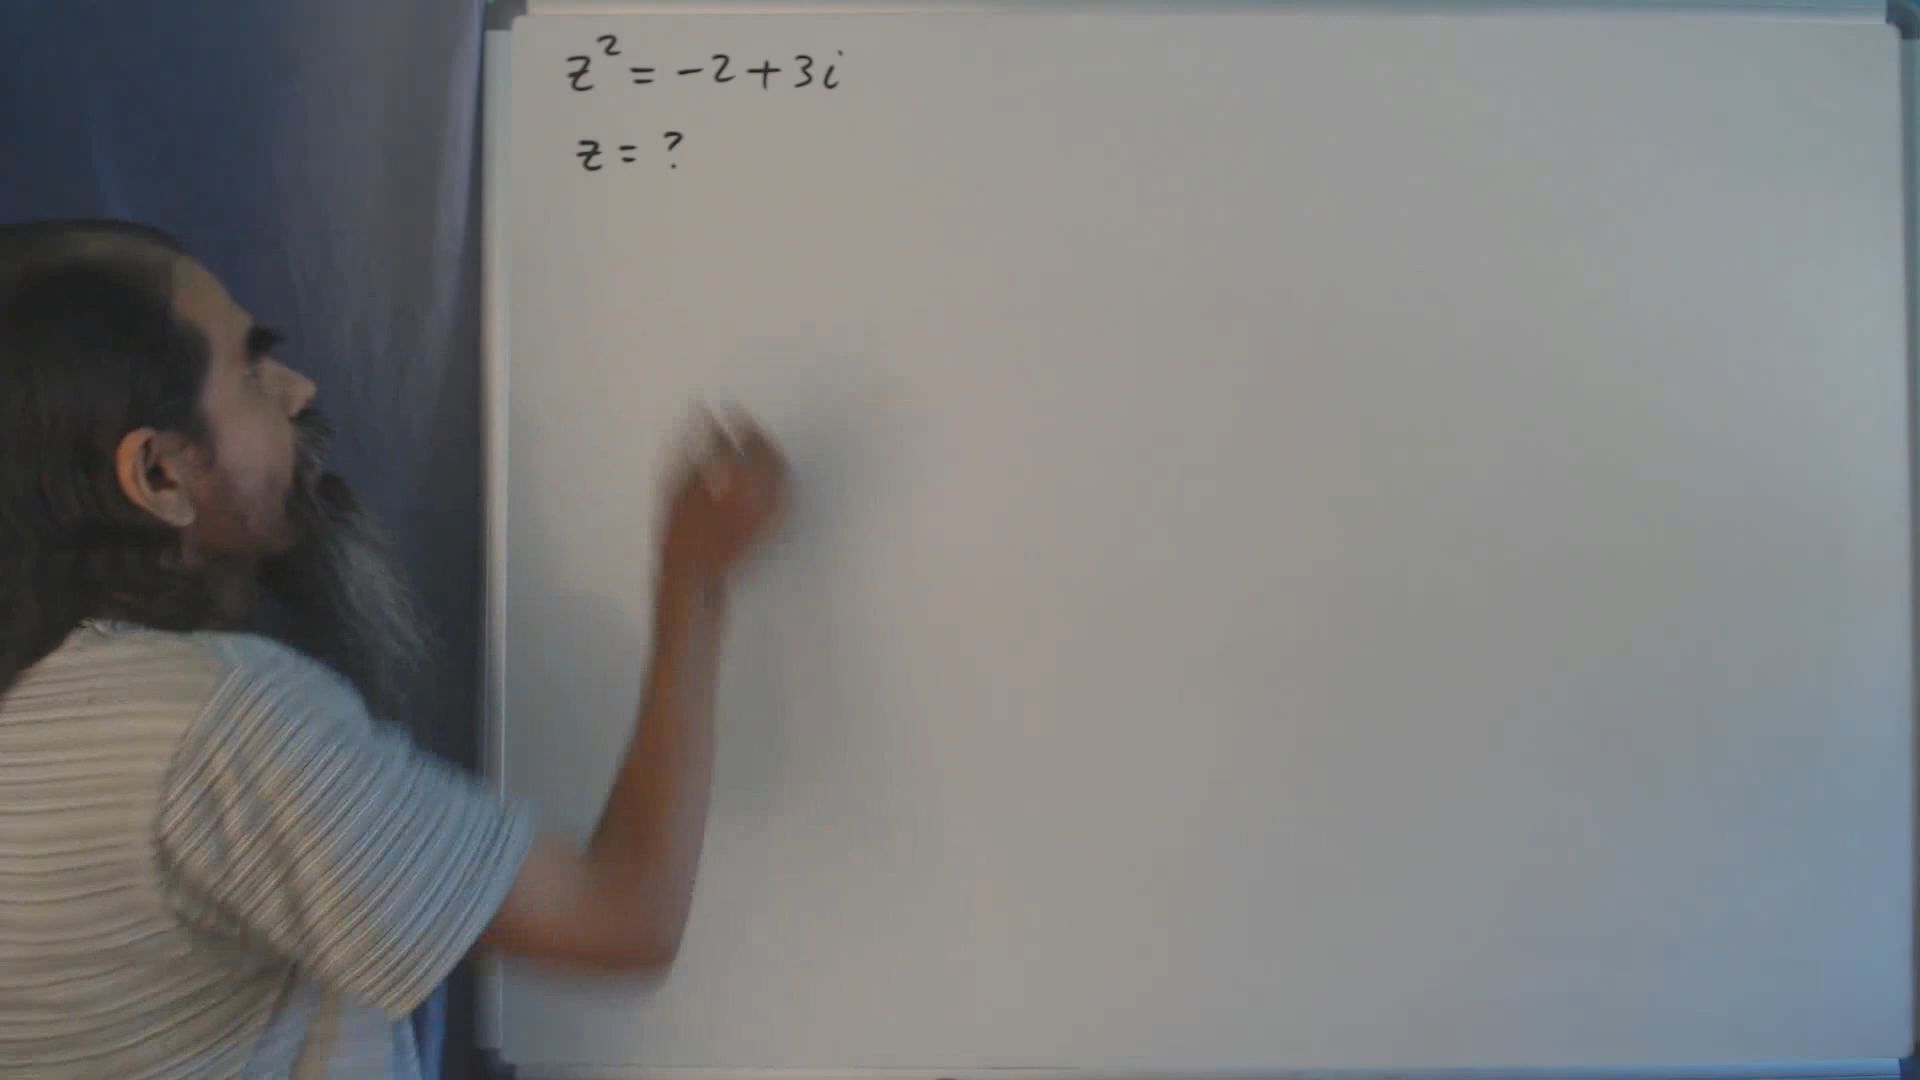 z² = -2 + 3i
z = ?